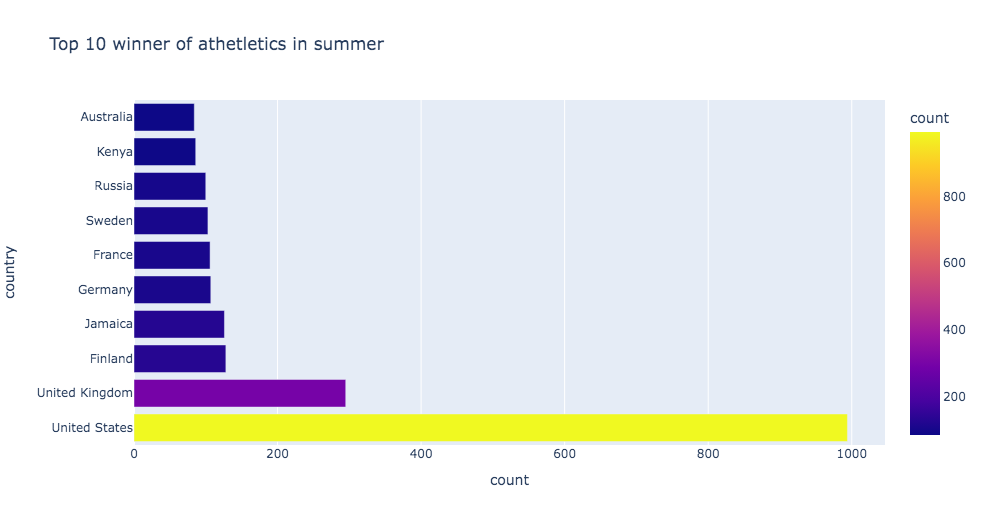 Top 10 winner of athetletics in summer
country
Australia
Kenya
Russia
Sweden
France
Germany
Jamaica
Finland
United Kingdom
United States
0 200 400 600 800 1000
count
count
800
600
400
200